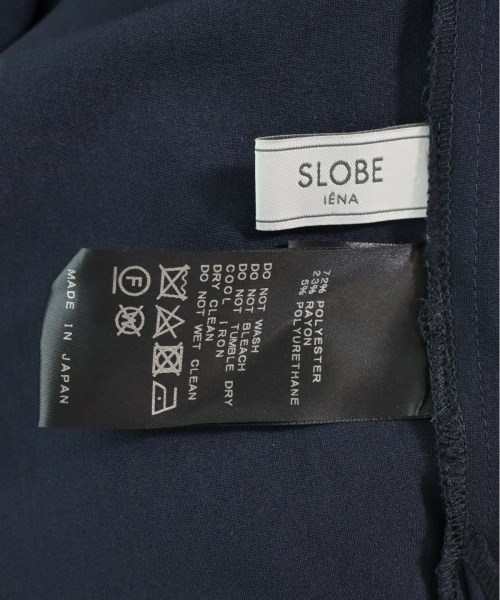 SLOBE
IÊNA
72% POLYESTER
23% RAYON
5% POLYURETHANE
DO NOT WASH
DO NOT BLEACH
DO NOT TUMBLE DRY
COOL IRON
DRY CLEAN
DO NOT WET CLEAN
F
MADE IN JAPAN